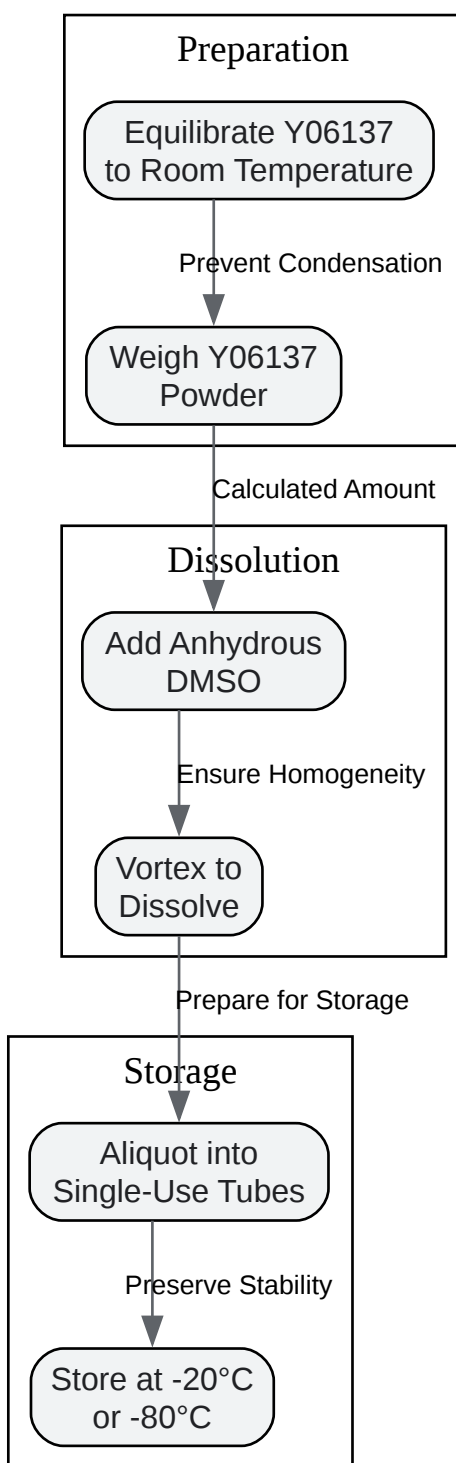 Preparation
Equilibrate Y06137
to Room Temperature
Prevent Condensation
Weigh Y06137
Powder
Calculated Amount
Dissolution
Add Anhydrous
DMSO
Ensure Homogeneity
Vortex to
Dissolve
Prepare for Storage
Storage
Aliquot into
Single-Use Tubes
Preserve Stability
Store at -20°C
or -80°C